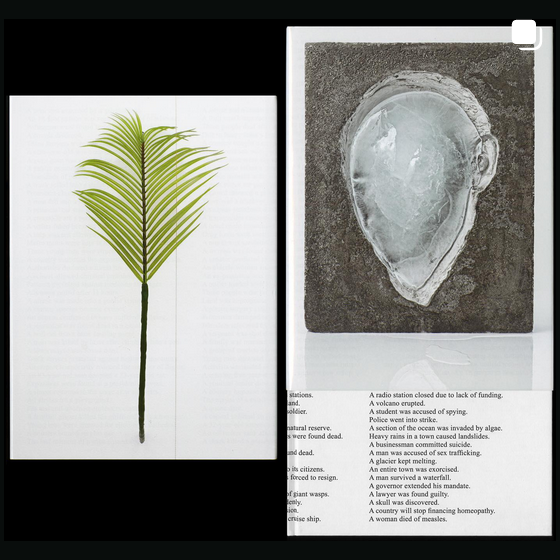 stations.
and.
soldier.
natural reserve.
s were found dead.
und dead.
o its citizens.
s forced to resign.
of giant wasps.
denly.
sion.
cruise ship.
A radio station closed due to lack of funding.
A volcano erupted.
A student was accused of spying.
Police went into strike.
A section of the ocean was invaded by algae.
Heavy rains in a town caused landslides.
A businessman committed suicide.
A man was accused of sex trafficking.
A glacier kept melting.
An entire town was exorcised.
A man survived a waterfall.
A governor extended his mandate.
A lawyer was found guilty.
A skull was discovered.
A country will stop financing homeopathy.
A woman died of measles.